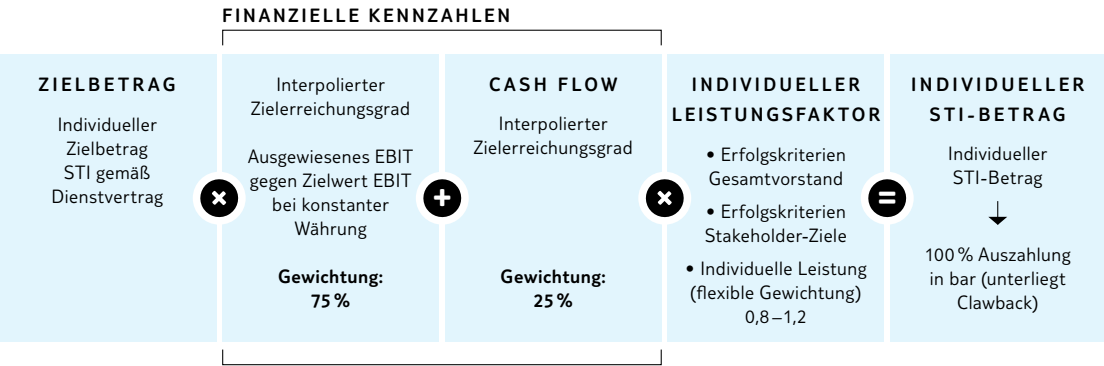 FINANZIELLE KENNZAHLEN
ZIELBETRAG
Individueller
Zielbetrag
STI gemäß
Dienstvertrag
×
Interpolierter
Zielerreichungsgrad
Ausgewiesenes EBIT
gegen Zielwert EBIT
bei konstanter
Währung
Gewichtung:
75 %
+
CASH FLOW
Interpolierter
Zielerreichungsgrad
Gewichtung:
25 %
×
INDIVIDUELLER
LEISTUNGSFAKTOR
• Erfolgskriterien
Gesamtvorstand
• Erfolgskriterien
Stakeholder-Ziele
• Individuelle Leistung
(flexible Gewichtung)
0,8 – 1,2
=
INDIVIDUELLER
STI-BETRAG
Individueller
STI-Betrag
100 % Auszahlung
in bar (unterliegt
Clawback)